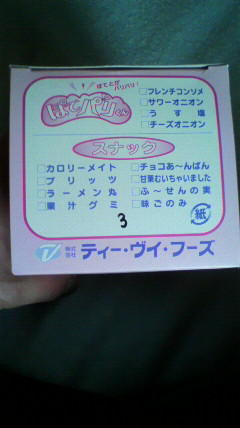 ぽてとがパリパリ!
ぽてパリくん
□フレンチコンソメ
□サワーオニオン
□うす塩
□チーズオニオン
スナック
□カロリーメイト
□プリッツ
□ラーメン丸
□果汁グミ
□チョコあ〜んぱん
□甘栗むいちゃいました
□ふ〜せんの実
□味ごのみ
3
紙
株式会社 ティー・ヴイ・フーズ